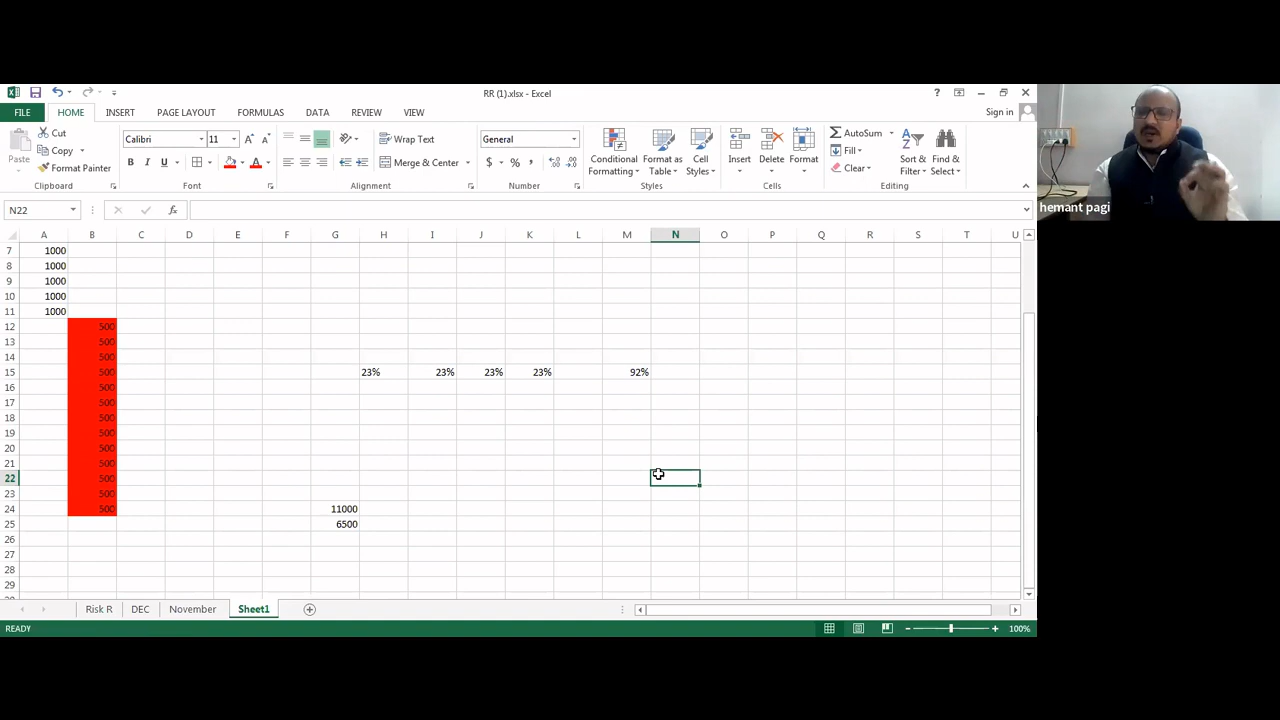 RR (1).xlsx - Excel
FILE HOME INSERT PAGE LAYOUT FORMULAS DATA REVIEW VIEW Sign in
Paste Cut Copy Format Painter Clipboard
Calibri 11 B I U Font
Wrap Text Merge & Center Alignment
General $ % Number
Conditional Formatting Format as Table Cell Styles Styles
Insert Delete Format Cells
AutoSum Fill Clear Sort & Filter Find & Select Editing
hemant pagi
N22 fx
A B C D E F G H I J K L M N O P Q R S T U
7 1000
8 1000
9 1000
10 1000
11 1000
12 500
13 500
14 500
15 500 23% 23% 23% 23% 92%
16 500
17 500
18 500
19 500
20 500
21 500
22 500
23 500
24 500 11000
25 6500
26
27
28
29
Risk R DEC November Sheet1
READY 100%